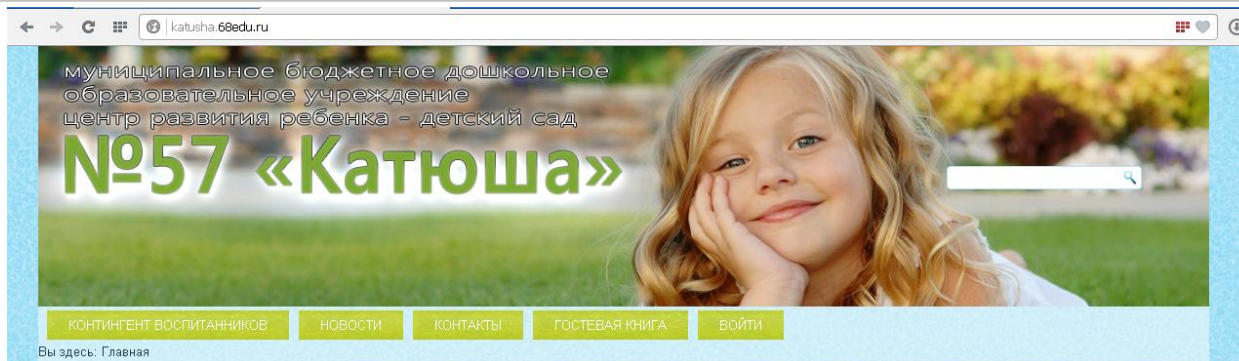 katusha.68edu.ru
муниципальное бюджетное дошкольное
образовательное учреждение
центр развития ребенка - детский сад
№57 «Катюша»
КОНТИНГЕНТ ВОСПИТАННИКОВ НОВОСТИ КОНТАКТЫ ГОСТЕВАЯ КНИГА ВОЙТИ
Вы здесь: Главная